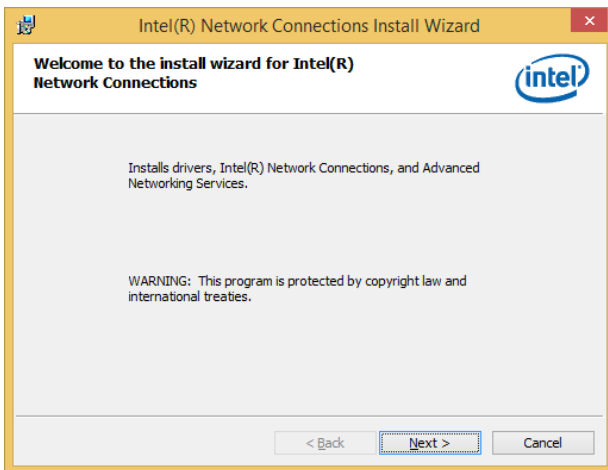 Intel(R) Network Connections Install Wizard
Welcome to the install wizard for Intel(R)
Network Connections
intel
Installs drivers, Intel(R) Network Connections, and Advanced
Networking Services.
WARNING: This program is protected by copyright law and
international treaties.
< Back Next > Cancel